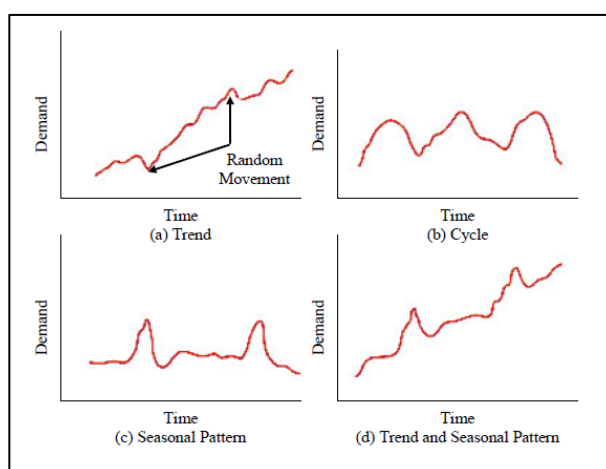 Demand
Random
Movement
Time
(a) Trend
Demand
Time
(b) Cycle
Demand
Time
(c) Seasonal Pattern
Demand
Time
(d) Trend and Seasonal Pattern